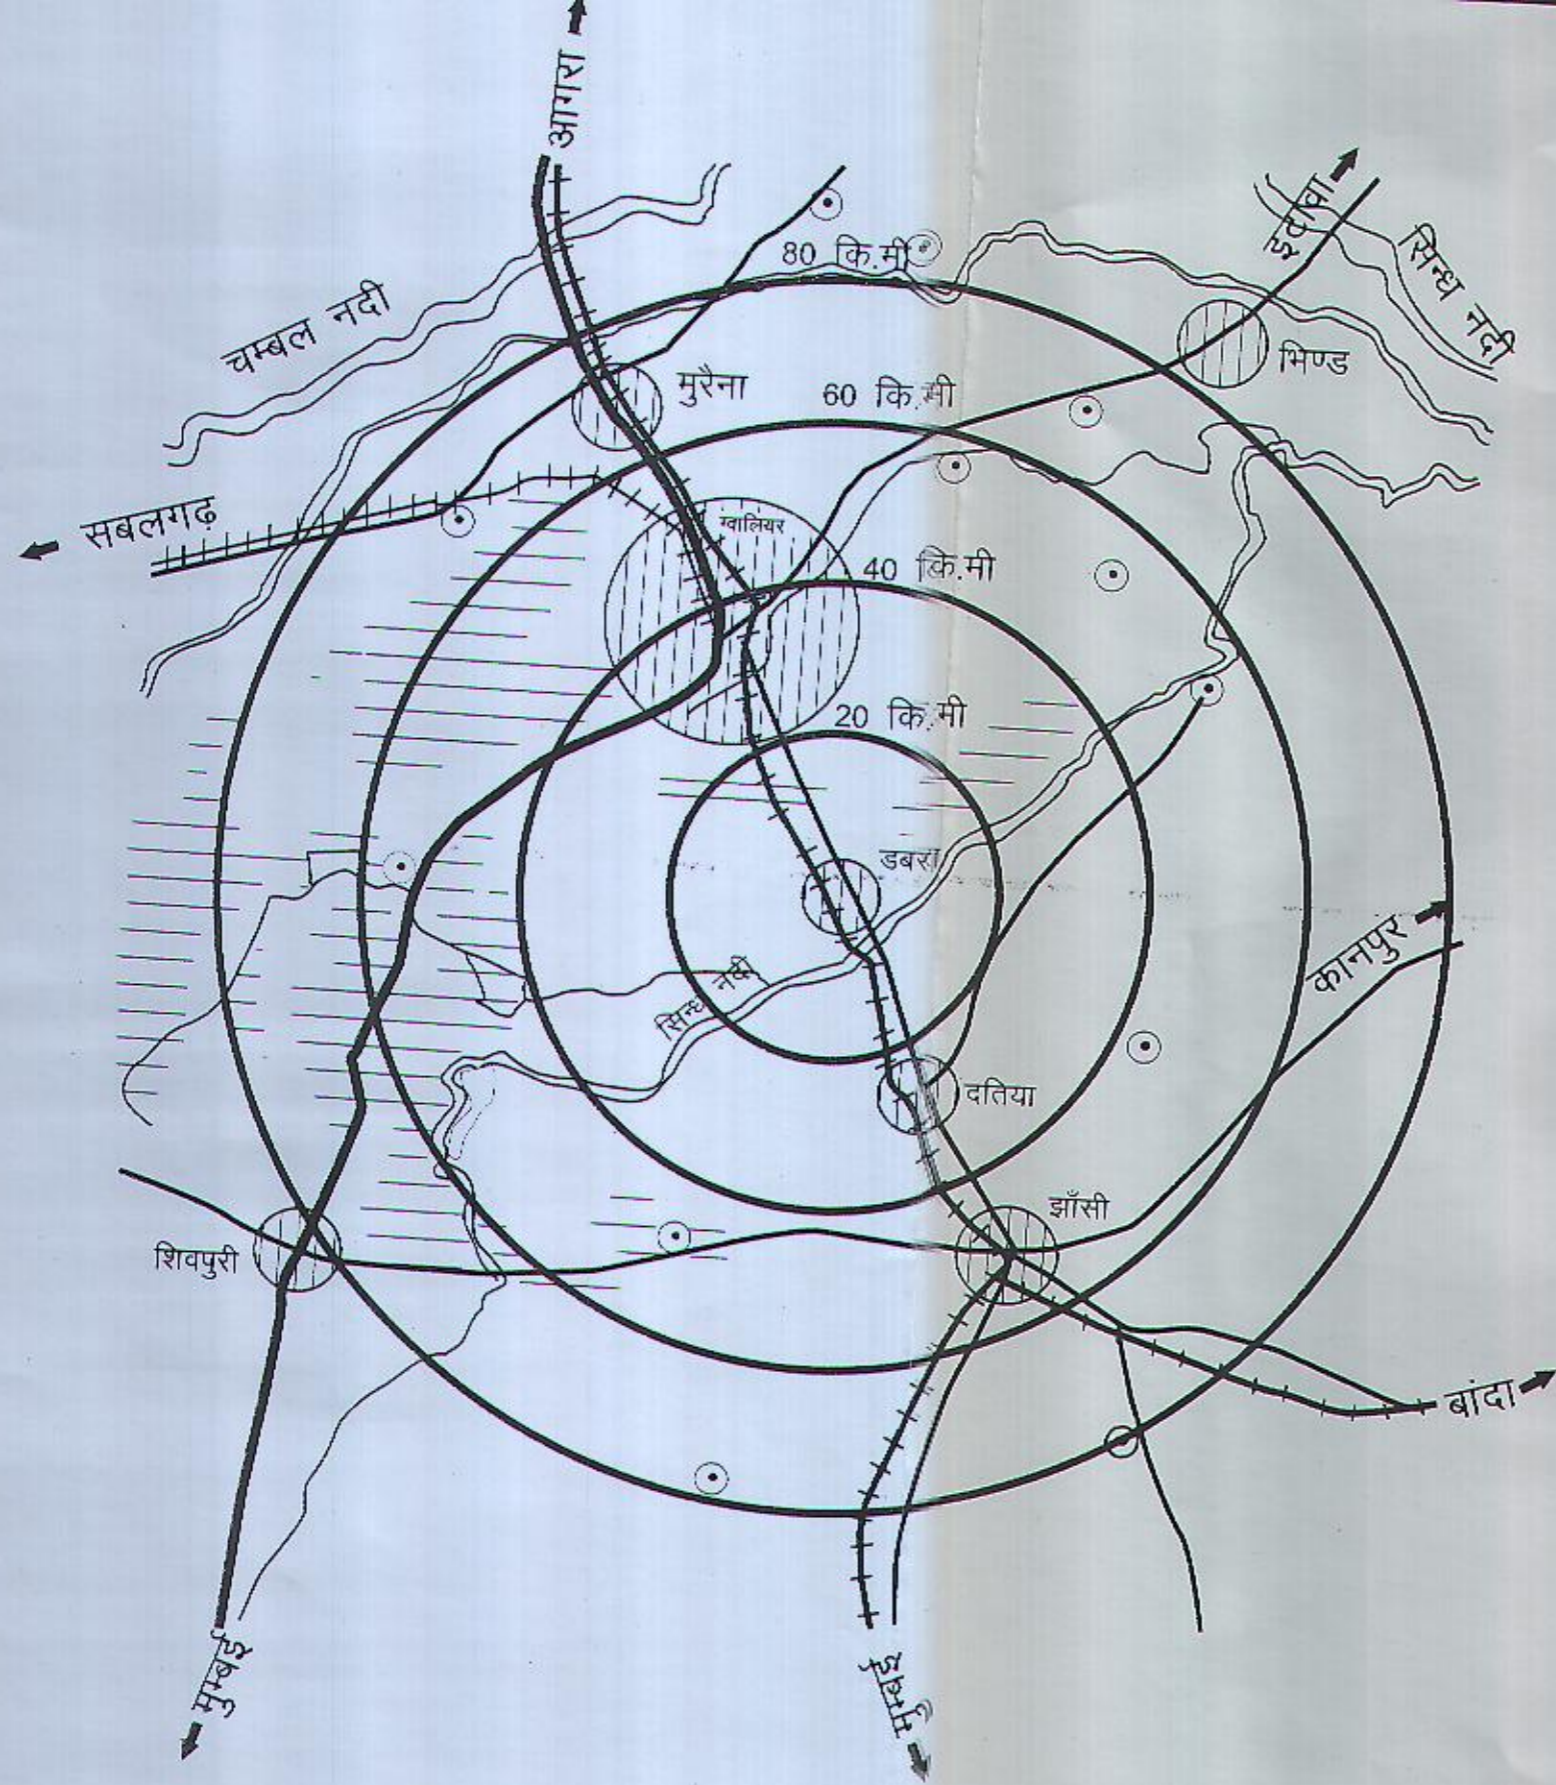 आगरा
80 कि.मी
इटावा
सिन्ध नदी
चम्बल नदी
भिण्ड
मुरैना
60 कि.मी
सबलगढ़
ग्वालियर
40 कि.मी
20 कि.मी
डबरा
कानपुर
सिन्ध नदी
दतिया
झाँसी
शिवपुरी
बांदा
मुम्बई
मुम्बई